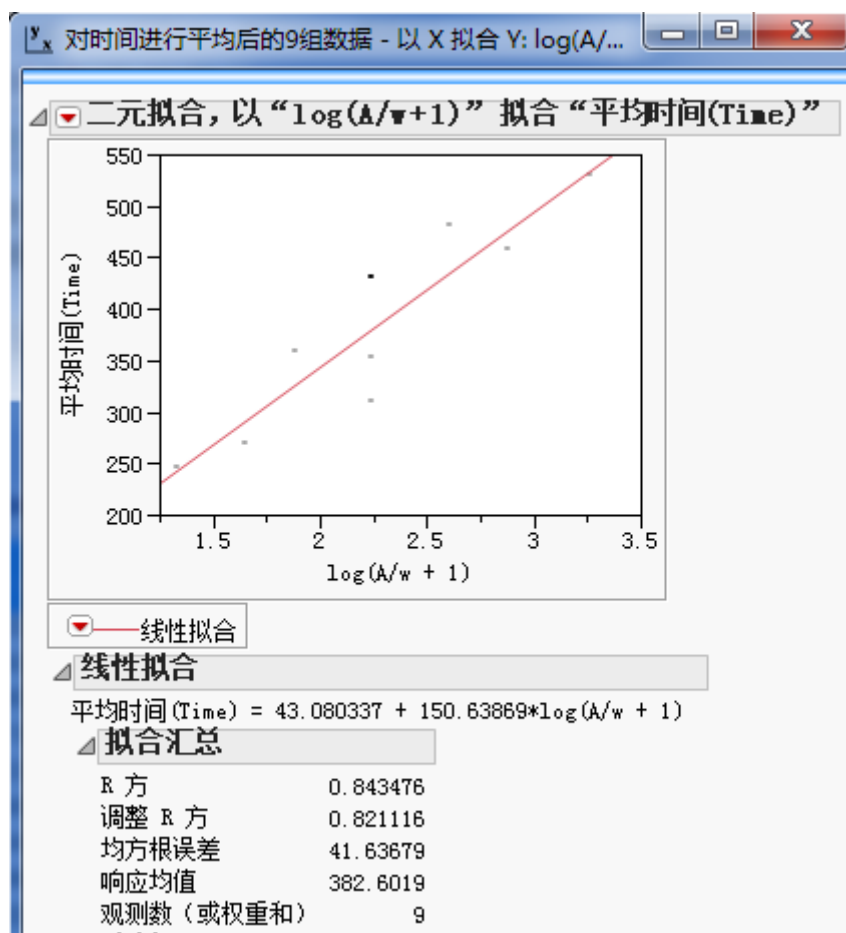 对时间进行平均后的9组数据 - 以 X 拟合 Y: log(A/...
二元拟合，以“log(A/w+1)” 拟合“平均时间(Time)”
550
500
450
400
350
300
250
200
平均时间(Time)
1.5 2 2.5 3 3.5
log(A/w + 1)
线性拟合
线性拟合
平均时间(Time) = 43.080337 + 150.63869*log(A/w + 1)
拟合汇总
R 方 0.843476
调整 R 方 0.821116
均方根误差 41.63679
响应均值 382.6019
观测数（或权重和） 9